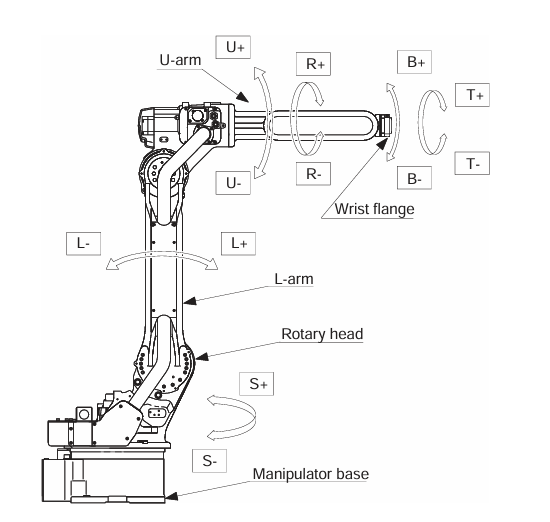 U+
U-arm
R+
B+
T+
U-
R-
B-
T-
Wrist flange
L-
L+
L-arm
Rotary head
S+
S-
Manipulator base